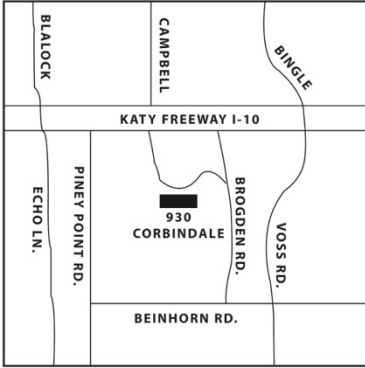 BLALOCK
CAMPBELL
BINGLE
KATY FREEWAY I-10
ECHO LN.
PINEY POINT RD.
930
CORBINDALE
BROGDEN RD.
VOSS RD.
BEINHORN RD.